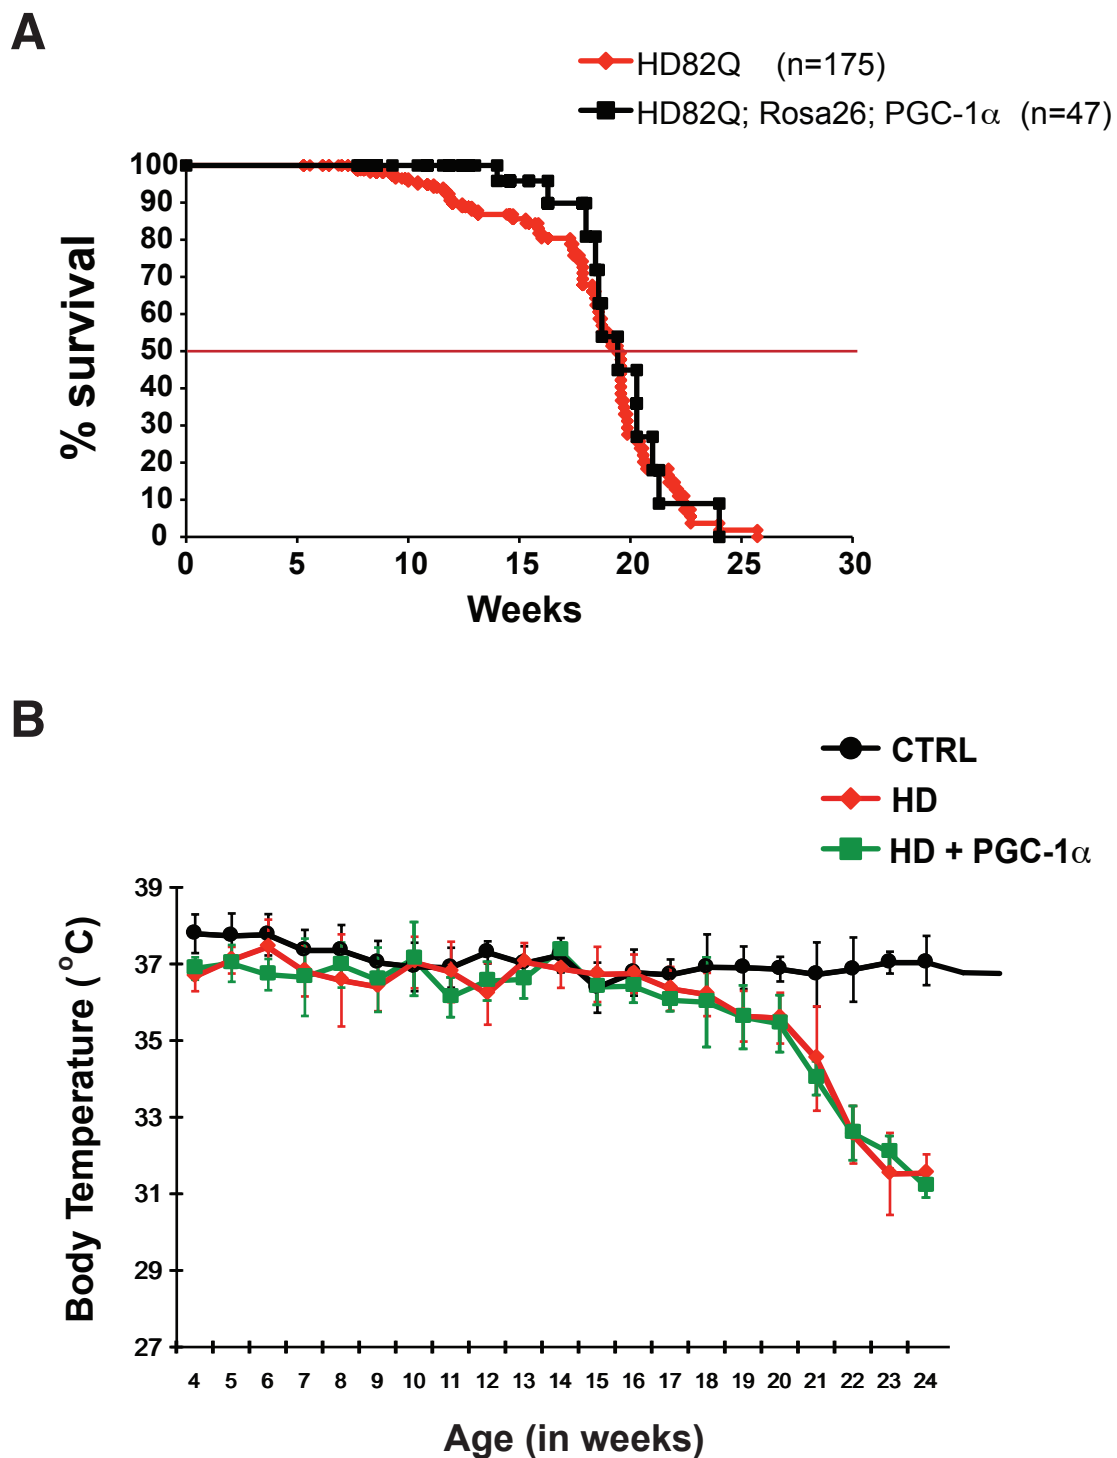 A
HD82Q (n=175)
HD82Q; Rosa26; PGC-1α (n=47)
100
90
80
70
60
50
40
30
20
10
0
% survival
0 5 10 15 20 25 30
Weeks
B
CTRL
HD
HD + PGC-1α
39
37
35
33
31
29
27
Body Temperature (°C)
4 5 6 7 8 9 10 11 12 13 14 15 16 17 18 19 20 21 22 23 24
Age (in weeks)